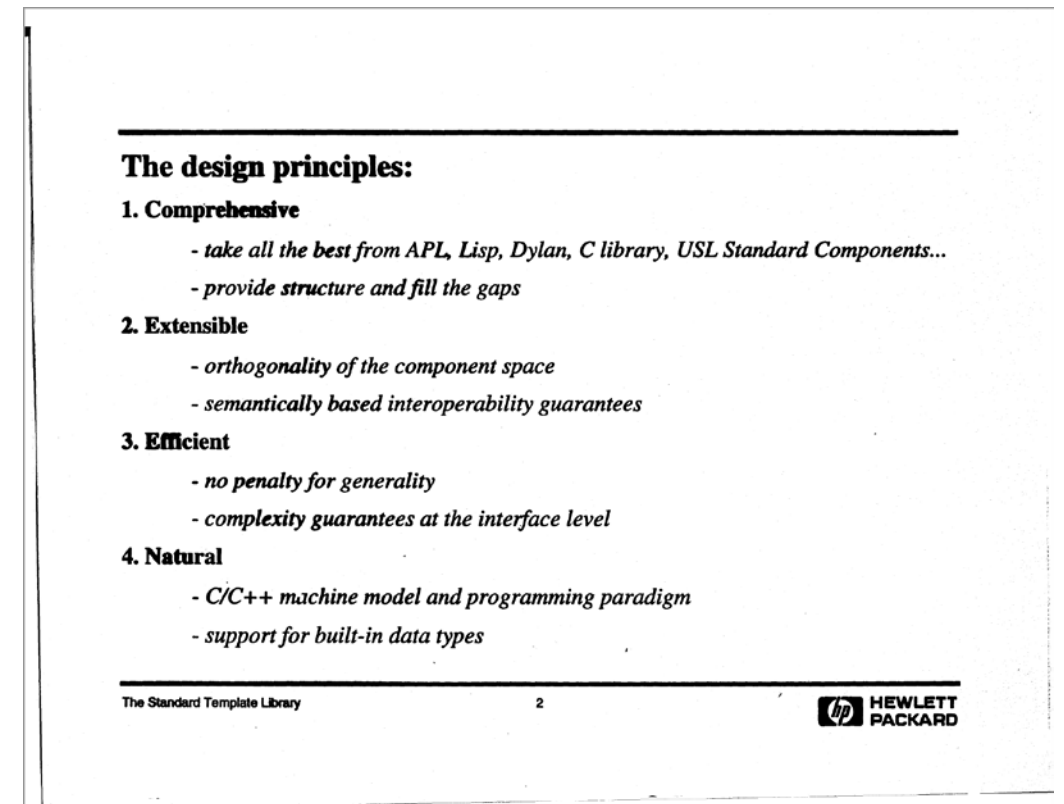 The design principles:
1. Comprehensive
- take all the best from APL, Lisp, Dylan, C library, USL Standard Components...
- provide structure and fill the gaps
2. Extensible
- orthogonality of the component space
- semantically based interoperability guarantees
3. Efficient
- no penalty for generality
- complexity guarantees at the interface level
4. Natural
- C/C++ machine model and programming paradigm
- support for built-in data types
The Standard Template Library
2
hp HEWLETT
PACKARD